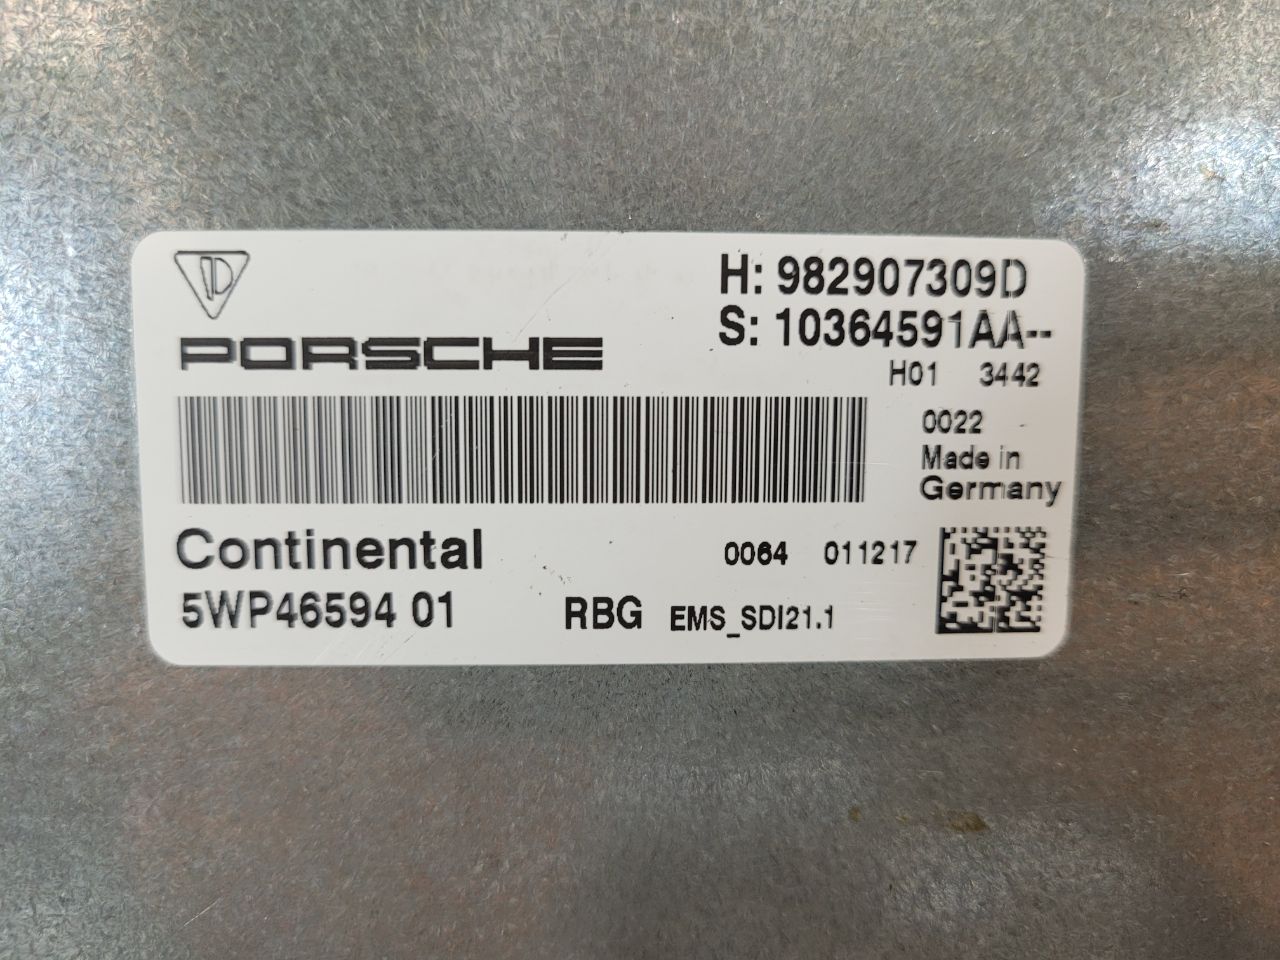 H: 982907309D
PORSCHE
S: 10364591AA--
H01 3442
0022
Made in
Germany
Continental
0064 011217
5WP46594 01 RBG EMS_SDI21.1